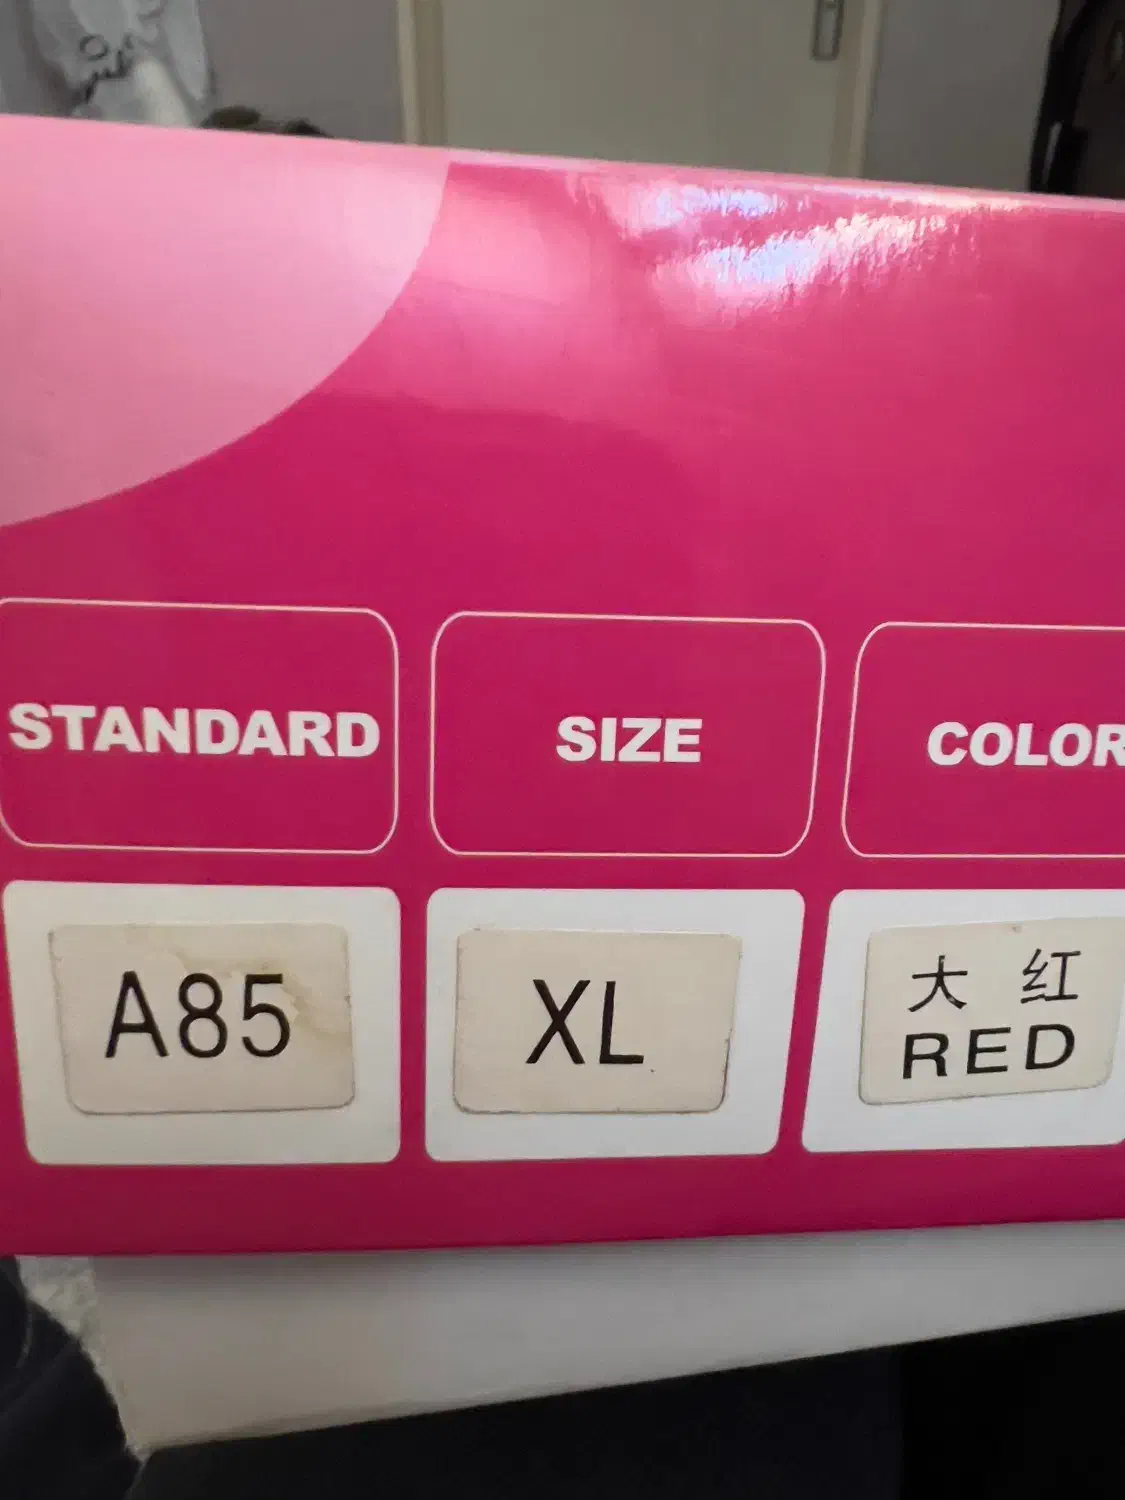 STANDARD
SIZE
COLOR
A85
XL
大 红
RED